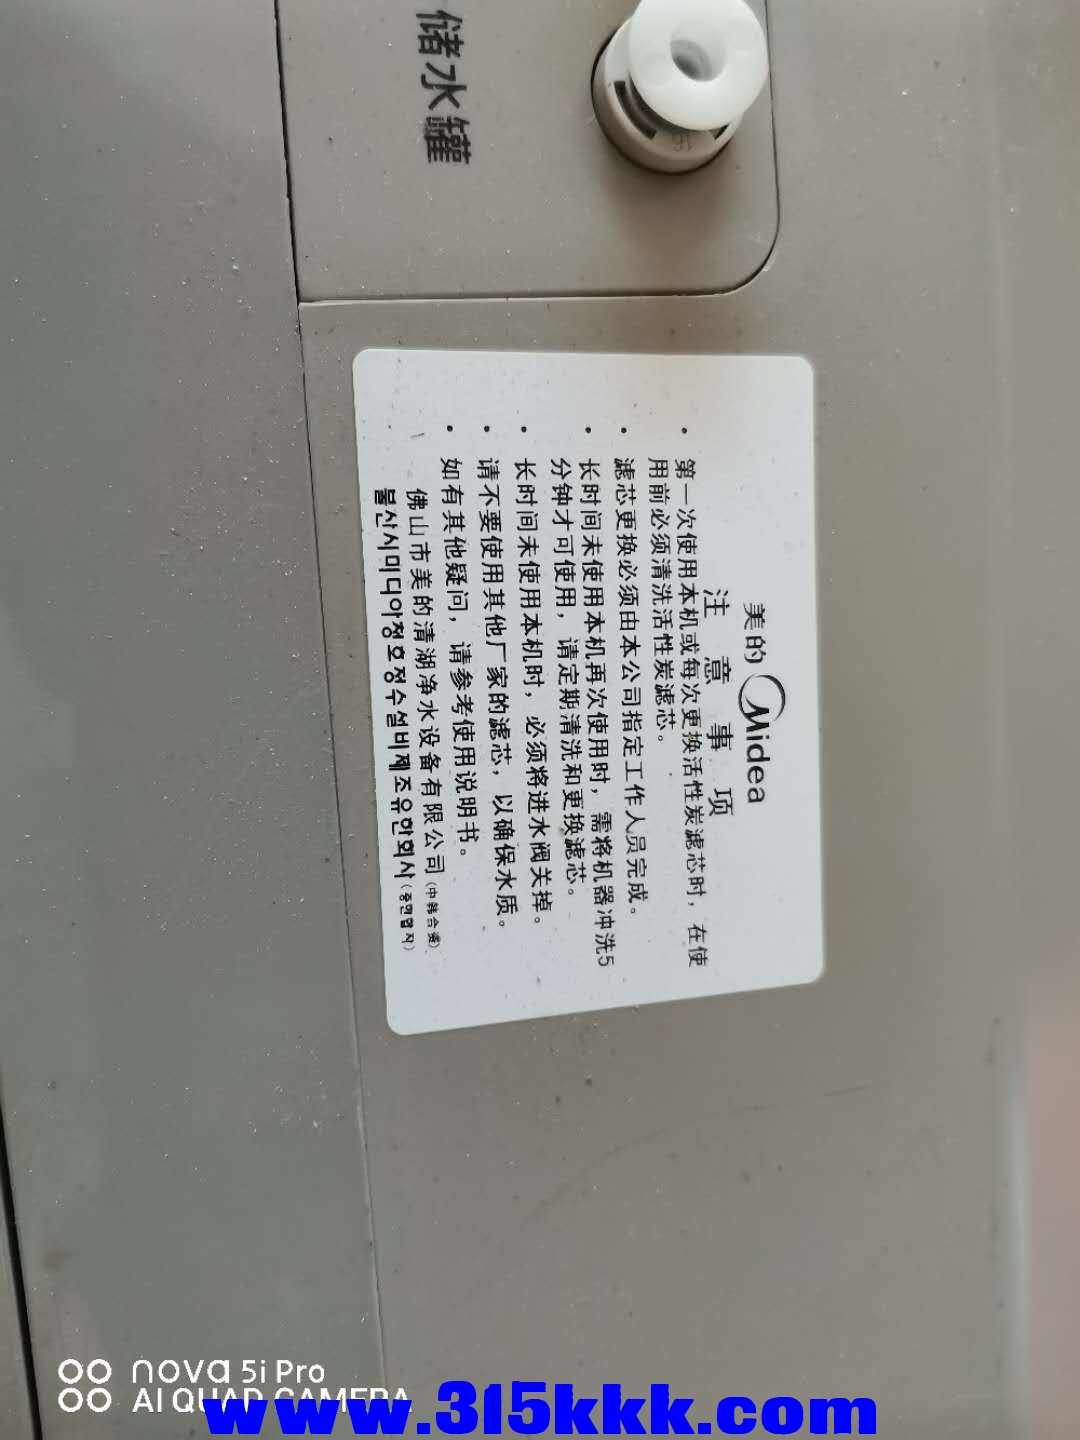 储水罐
美的 Midea
注意事项
• 第一次使用本机或每次更换活性炭滤芯时，在使
用前必须清洗活性炭滤芯。
• 滤芯更换必须由本公司指定工作人员完成。
• 长时间未使用本机再次使用时，需将机器冲洗5
分钟才可使用，请定期清洗和更换滤芯。
• 长时间未使用本机时，必须将进水阀关掉。
• 请不要使用其他厂家的滤芯，以确保水质。
• 如有其他疑问，请参考使用说明书。
佛山市美的清湖净水设备有限公司(中韩合资)
불산시미디아청호정수설비제조유한회사
nova 5i Pro
AI QUAD CAMERA
www.315kkk.com